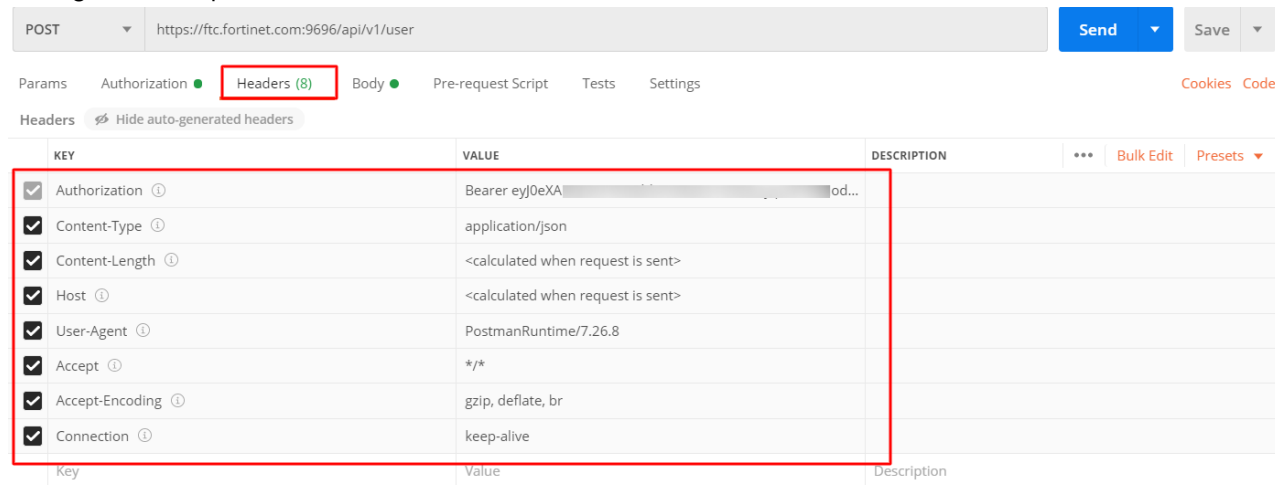 POST https://ftc.fortinet.com:9696/api/v1/user Send Save
Params Authorization Headers (8) Body Pre-request Script Tests Settings Cookies Code
Headers Hide auto-generated headers
KEY VALUE DESCRIPTION ••• Bulk Edit Presets
Authorization Bearer eyJ0eXA od...
Content-Type application/json
Content-Length <calculated when request is sent>
Host <calculated when request is sent>
User-Agent PostmanRuntime/7.26.8
Accept */*
Accept-Encoding gzip, deflate, br
Connection keep-alive
Key Value Description